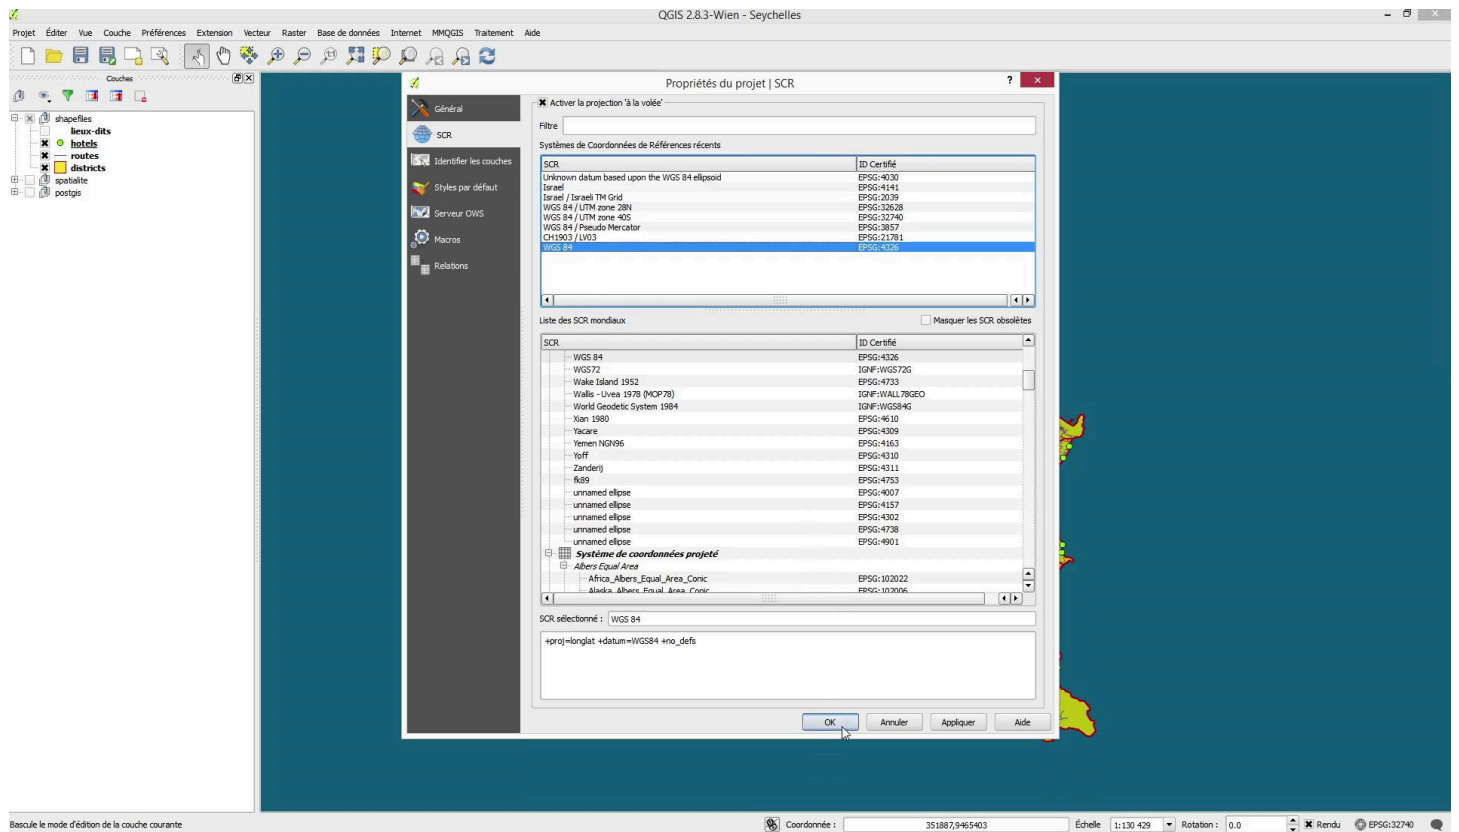 QGIS 2.8.3-Wien - Seychelles
Projet Éditer Vue Couche Préférences Extension Vecteur Raster Base de données Internet MMQGIS Traitement Aide
Couches
shapefiles
lieux-dits
hotels
routes
districts
spatialite
postgis
Propriétés du projet | SCR
Général
SCR
Identifier les couches
Styles par défaut
Serveur OWS
Macros
Relations
Activer la projection 'à la volée'
Filtre
Systèmes de Coordonnées de Références récents
SCR ID Certifié
Unknown datum based upon the WGS 84 ellipsoid EPSG:4030
Israel EPSG:4141
Israel / Israeli TM Grid EPSG:2039
WGS 84 / UTM zone 28N EPSG:32628
WGS 84 / UTM zone 40S EPSG:32740
WGS 84 / Pseudo Mercator EPSG:3857
CH1903 / LV03 EPSG:21781
WGS 84 EPSG:4326
Liste des SCR mondiaux Masquer les SCR obsolètes
SCR ID Certifié
WGS 84 EPSG:4326
WGS72 IGNF:WGS72G
Wake Island 1952 EPSG:4733
Wallis - Uvea 1978 (MOP78) IGNF:WALL78GEO
World Geodetic System 1984 IGNF:WGS84G
Xian 1980 EPSG:4610
Yacare EPSG:4309
Yemen NGN96 EPSG:4163
Yoff EPSG:4310
Zanderij EPSG:4311
fk89 EPSG:4753
unnamed ellipse EPSG:4007
unnamed ellipse EPSG:4157
unnamed ellipse EPSG:4302
unnamed ellipse EPSG:4738
unnamed ellipse EPSG:4901
Système de coordonnées projeté
Albers Equal Area
Africa_Albers_Equal_Area_Conic EPSG:102022
Alaska_Albers_Equal_Area_Conic EPSG:102006
SCR sélectionné : WGS 84
+proj=longlat +datum=WGS84 +no_defs
OK Annuler Appliquer Aide
Bascule le mode d'édition de la couche courante Coordonnée : 351887,9465403 Échelle 1:130 429 Rotation : 0.0 Rendu EPSG:32740